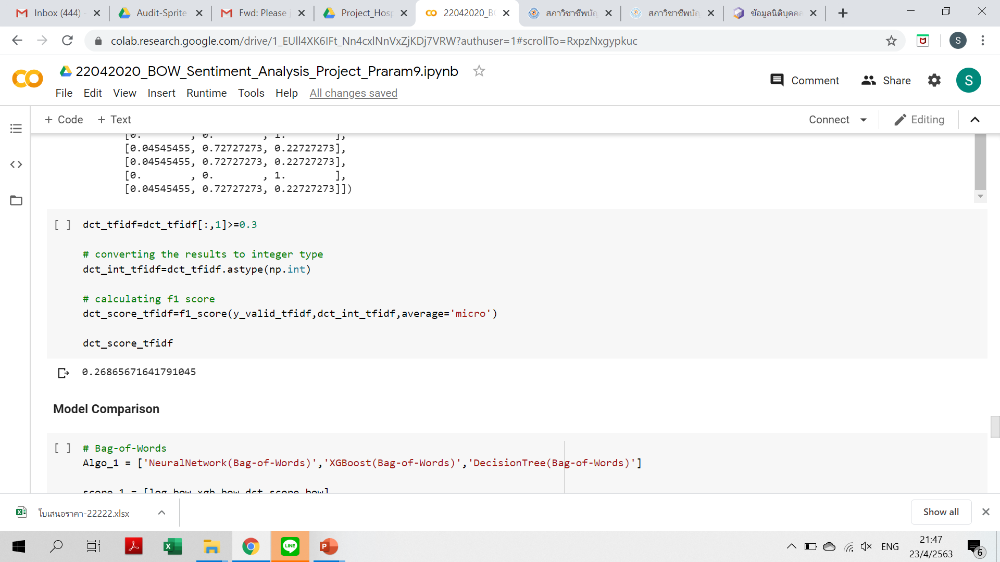 Inbox (444) -
Audit-Sprite
Fwd: Please j
Project_Hosp
22042020_BO
สภาวิชาชีพบัญ
สภาวิชาชีพบัญ
ข้อมูลนิติบุคคล
colab.research.google.com/drive/1_EUll4XK6IFt_Nn4cxlNnVxZjKDj7VRW?authuser=1#scrollTo=RxpzNxgypkuc
S
22042020_BOW_Sentiment_Analysis_Project_Praram9.ipynb
Comment
Share
S
File Edit View Insert Runtime Tools Help All changes saved
+ Code + Text
Connect
Editing
[0.        , 0.        , 1.        ],
[0.04545455, 0.72727273, 0.22727273],
[0.04545455, 0.72727273, 0.22727273],
[0.        , 0.        , 1.        ],
[0.04545455, 0.72727273, 0.22727273]])
[ ] dct_tfidf=dct_tfidf[:,1]>=0.3
# converting the results to integer type
dct_int_tfidf=dct_tfidf.astype(np.int)
# calculating f1 score
dct_score_tfidf=f1_score(y_valid_tfidf,dct_int_tfidf,average='micro')
dct_score_tfidf
0.26865671641791045
Model Comparison
[ ] # Bag-of-Words
Algo_1 = ['NeuralNetwork(Bag-of-Words)','XGBoost(Bag-of-Words)','DecisionTree(Bag-of-Words)']
score_1 = [log_bow,xgb_bow,dct_score_bow]
ใบเสนอราคา-22222.xlsx
Show all
LINE
ENG
21:47
23/4/2563
6